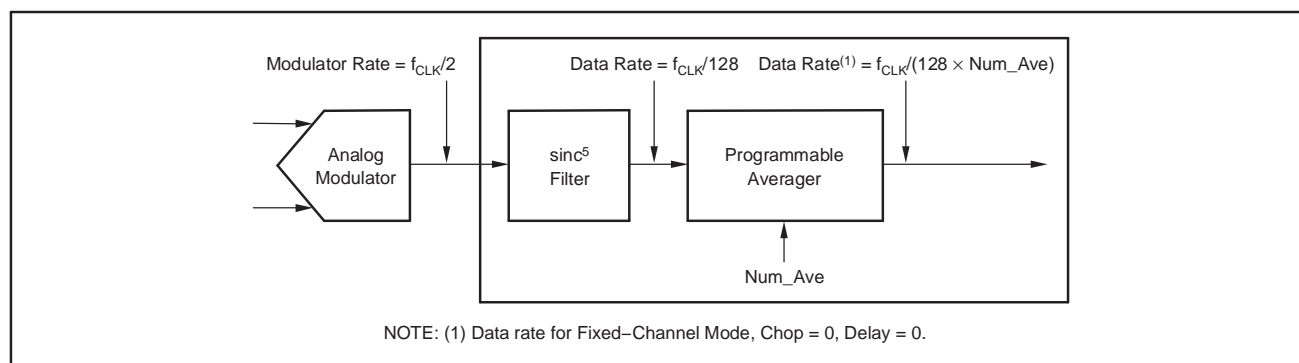 Modulator Rate = fCLK/2
Data Rate = fCLK/128
Data Rate(1) = fCLK/(128 × Num_Ave)
Analog
Modulator
sinc5
Filter
Programmable
Averager
Num_Ave
NOTE: (1) Data rate for Fixed−Channel Mode, Chop = 0, Delay = 0.